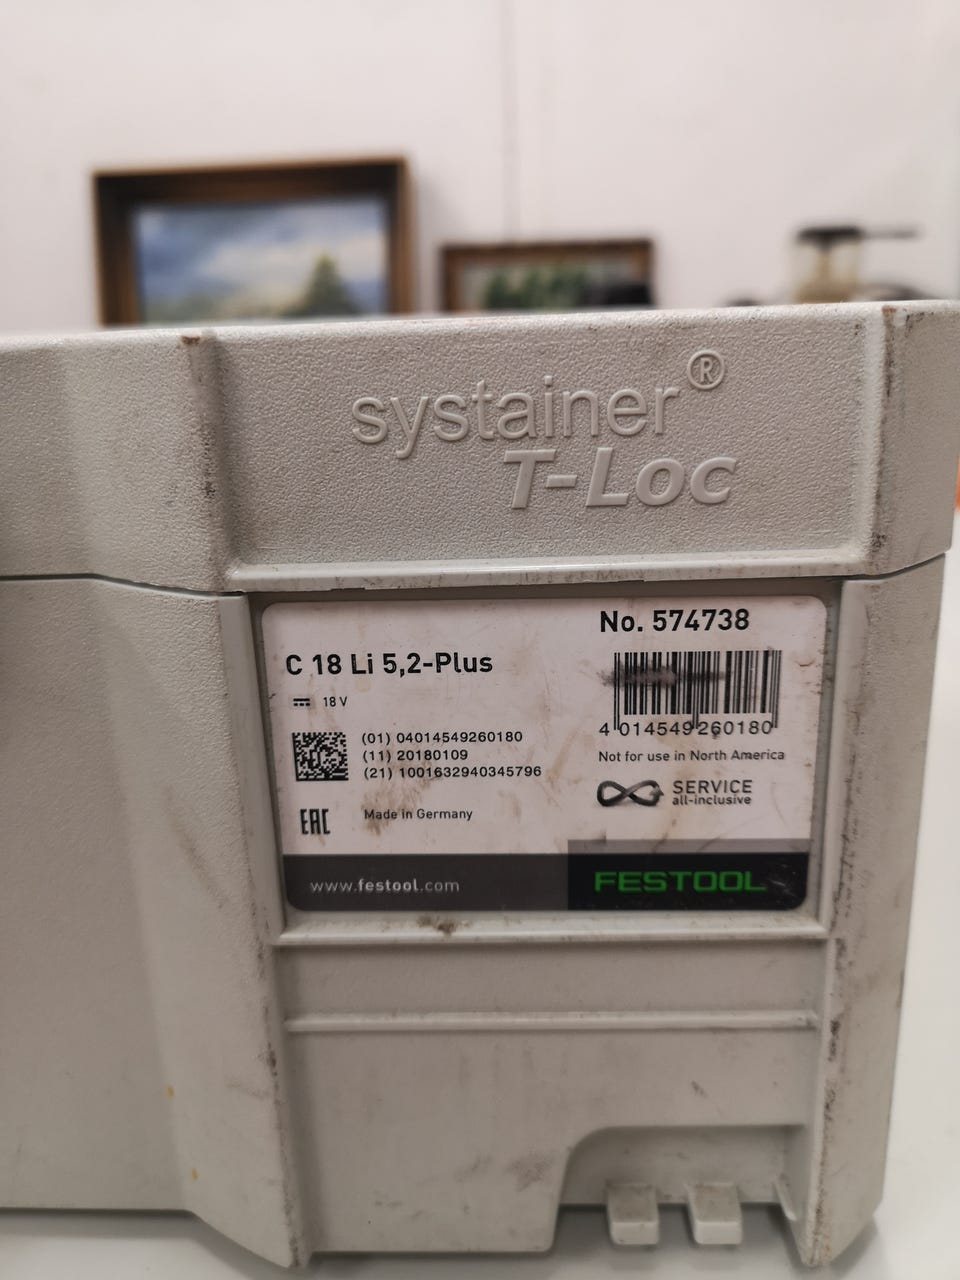 systainer®
T-Loc
No. 574738
C 18 Li 5,2-Plus
18 V
4 014549 260180
(01) 04014549260180
(11) 20180109
(21) 1001632940345796
Not for use in North America
SERVICE
all-inclusive
EAC
Made in Germany
www.festool.com
FESTOOL